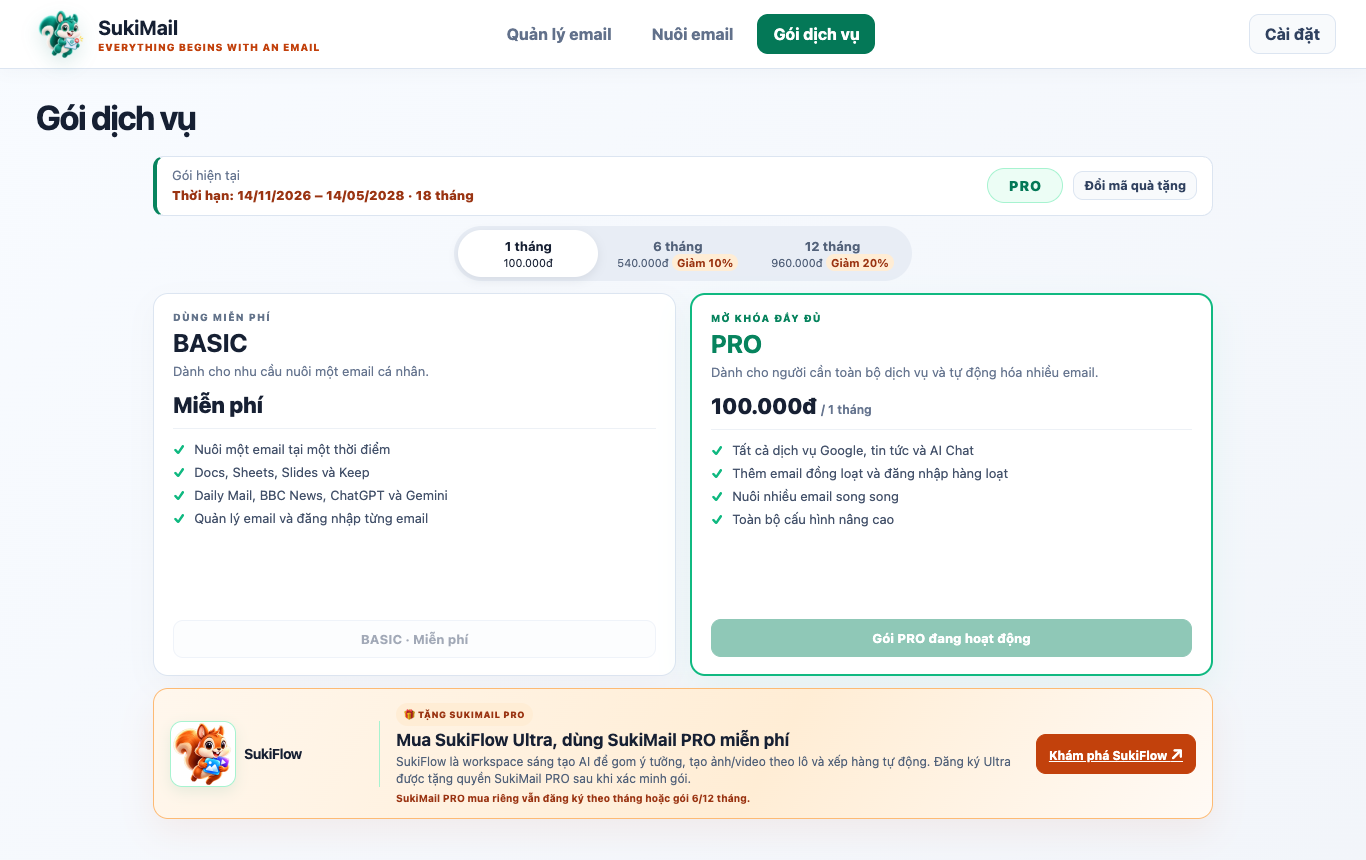 SukiMail
EVERYTHING BEGINS WITH AN EMAIL
Quản lý email
Nuôi email
Gói dịch vụ
Cài đặt
Gói dịch vụ
Gói hiện tại
Thời hạn: 14/11/2026 – 14/05/2028 · 18 tháng
PRO
Đổi mã quà tặng
1 tháng
100.000đ
6 tháng
540.000đ Giảm 10%
12 tháng
960.000đ Giảm 20%
DÙNG MIỄN PHÍ
BASIC
Dành cho nhu cầu nuôi một email cá nhân.
Miễn phí
Nuôi một email tại một thời điểm
Docs, Sheets, Slides và Keep
Daily Mail, BBC News, ChatGPT và Gemini
Quản lý email và đăng nhập từng email
BASIC · Miễn phí
MỞ KHÓA ĐẦY ĐỦ
PRO
Dành cho người cần toàn bộ dịch vụ và tự động hóa nhiều email.
100.000đ / 1 tháng
Tất cả dịch vụ Google, tin tức và AI Chat
Thêm email đồng loạt và đăng nhập hàng loạt
Nuôi nhiều email song song
Toàn bộ cấu hình nâng cao
Gói PRO đang hoạt động
SukiFlow
TẶNG SUKIMAIL PRO
Mua SukiFlow Ultra, dùng SukiMail PRO miễn phí
SukiFlow là workspace sáng tạo AI để gom ý tưởng, tạo ảnh/video theo lô và xếp hàng tự động. Đăng ký Ultra
được tặng quyền SukiMail PRO sau khi xác minh gói.
SukiMail PRO mua riêng vẫn đăng ký theo tháng hoặc gói 6/12 tháng.
Khám phá SukiFlow